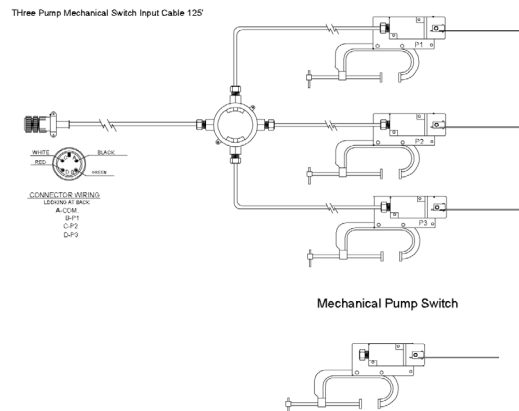 THree Pump Mechanical Switch Input Cable 125'
P1
P2
P3
WHITE
BLACK
RED
GREEN
CONNECTOR WIRING
LOOKING AT BACK
A-COM.
B-P1
C-P2
D-P3
Mechanical Pump Switch